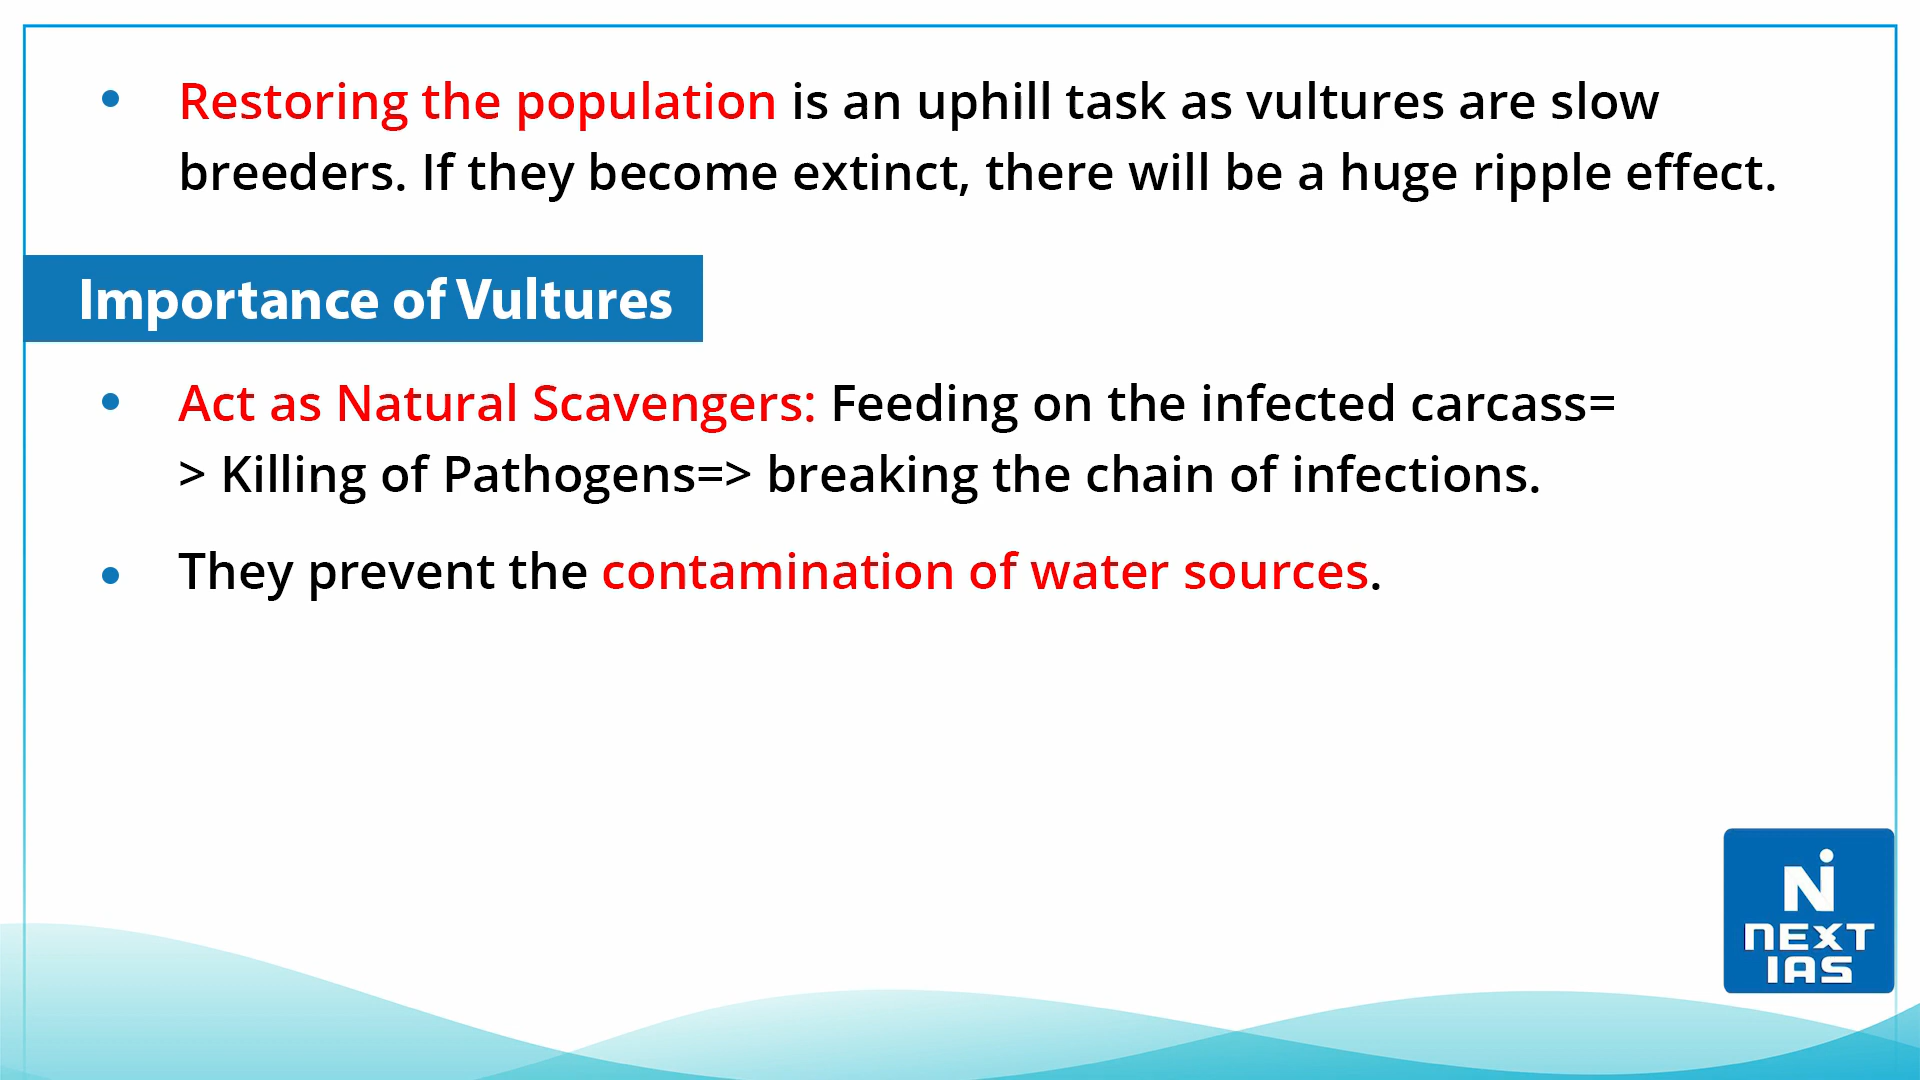 • Restoring the population is an uphill task as vultures are slow
breeders. If they become extinct, there will be a huge ripple effect.
Importance of Vultures
• Act as Natural Scavengers: Feeding on the infected carcass=
> Killing of Pathogens=> breaking the chain of infections.
• They prevent the contamination of water sources.
NEXT
IAS